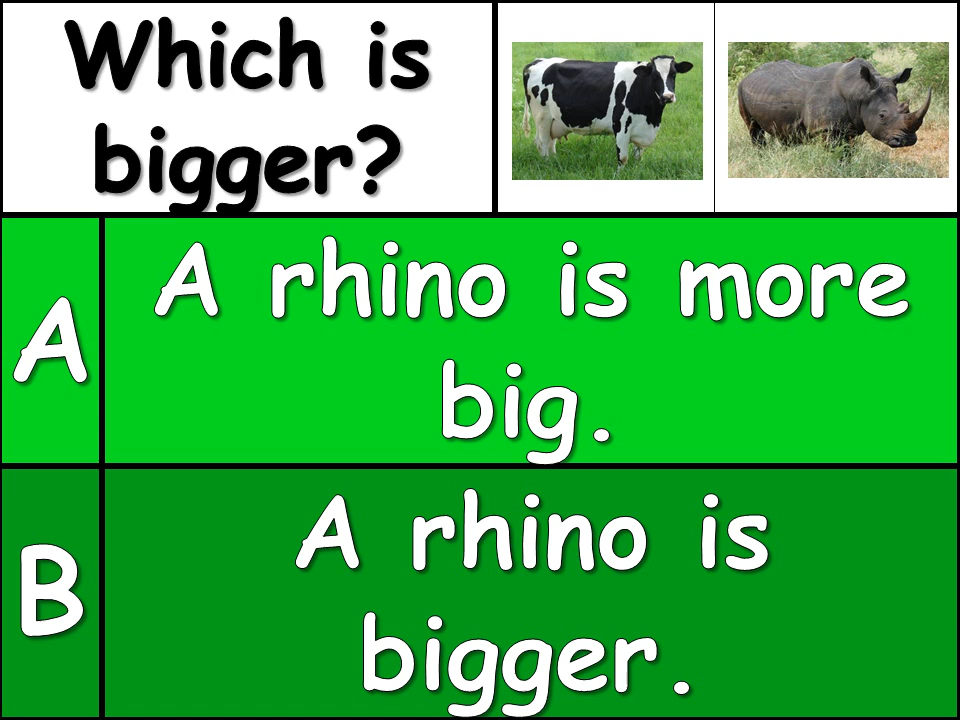 Which is
bigger?
A
A rhino is more
big.
B
A rhino is
bigger.